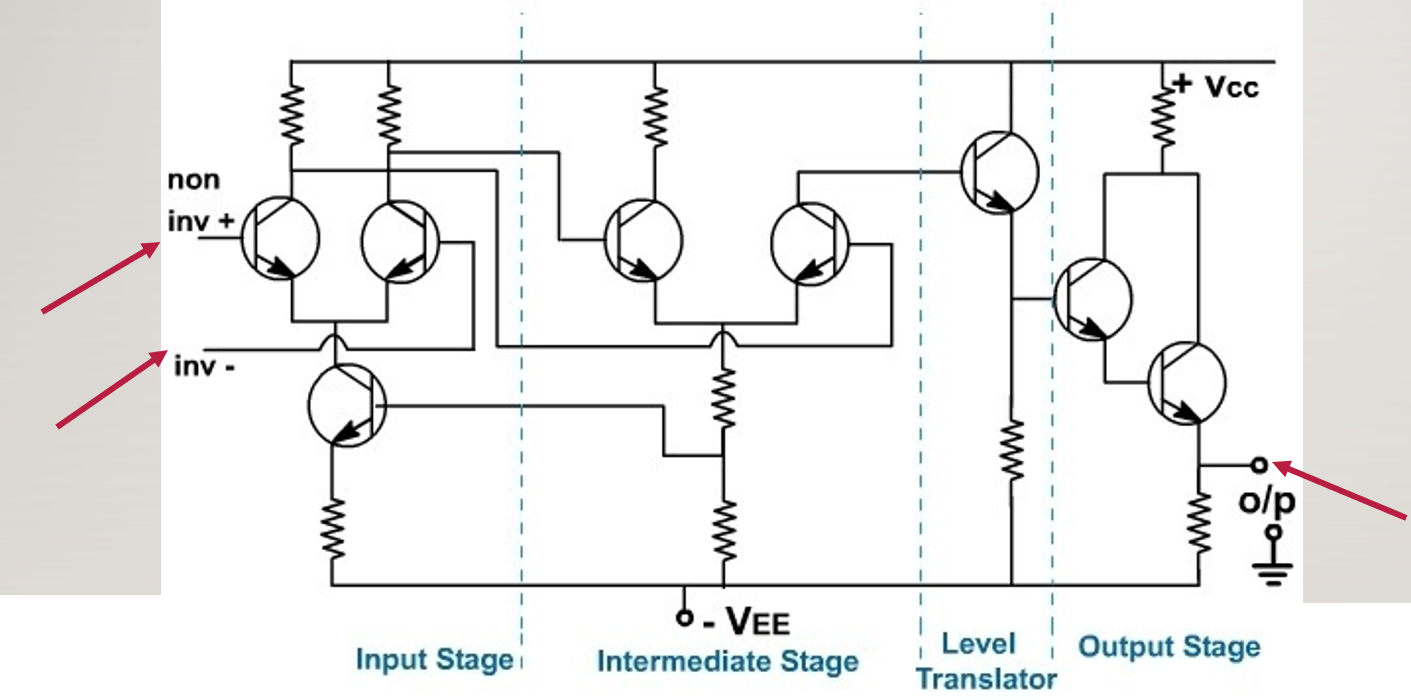 + Vcc
non
inv +
inv -
o/p
- VEE
Input Stage
Intermediate Stage
Level
Translator
Output Stage